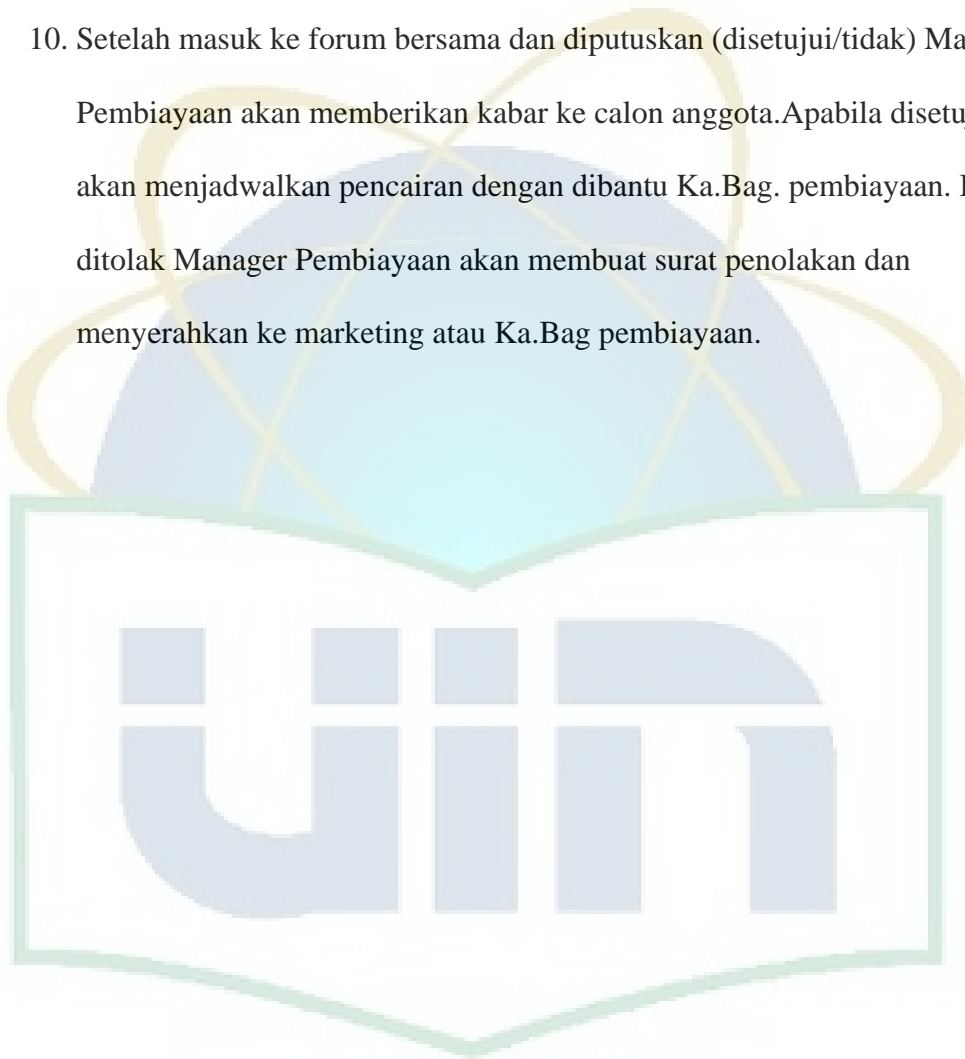 10. Setelah masuk ke forum bersama dan diputuskan (disetujui/tidak) Ma
Pembiayaan akan memberikan kabar ke calon anggota.Apabila disetu
akan menjadwalkan pencairan dengan dibantu Ka.Bag. pembiayaan.
ditolak Manager Pembiayaan akan membuat surat penolakan dan
menyerahkan ke marketing atau Ka.Bag pembiayaan.
uin